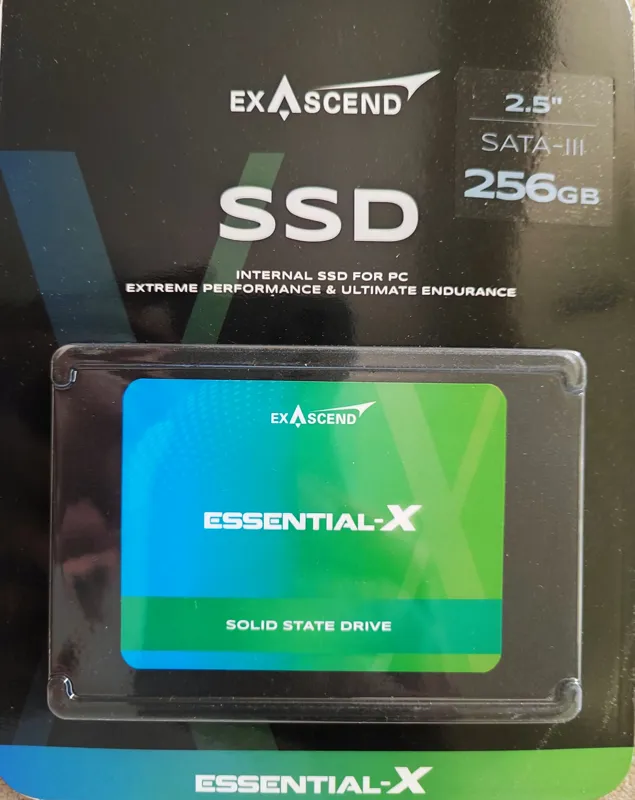 EXASCEND
2.5"
SATA-III
256GB
SSD
INTERNAL SSD FOR PC
EXTREME PERFORMANCE & ULTIMATE ENDURANCE
EXASCEND
ESSENTIAL-X
SOLID STATE DRIVE
ESSENTIAL-X